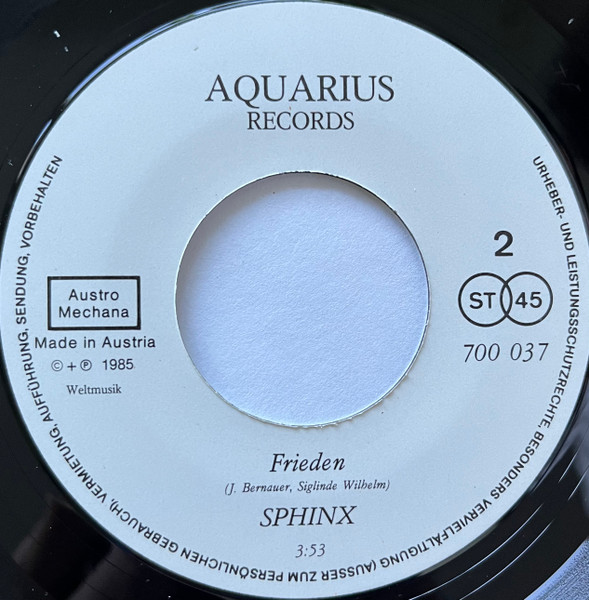 AQUARIUS
RECORDS
2
ST 45
700 037
Austro
Mechana
Made in Austria
© + ℗ 1985
Weltmusik
Frieden
(J. Bernauer, Siglinde Wilhelm)
SPHINX
3:53
URHEBER- UND LEISTUNGSSCHUTZRECHTE, BESONDERS VERVIELFÄLTIGUNG (AUSSER ZUM PERSÖNLICHEN GEBRAUCH), VERMIETUNG, AUFFÜHRUNG, SENDUNG, VORBEHALTEN